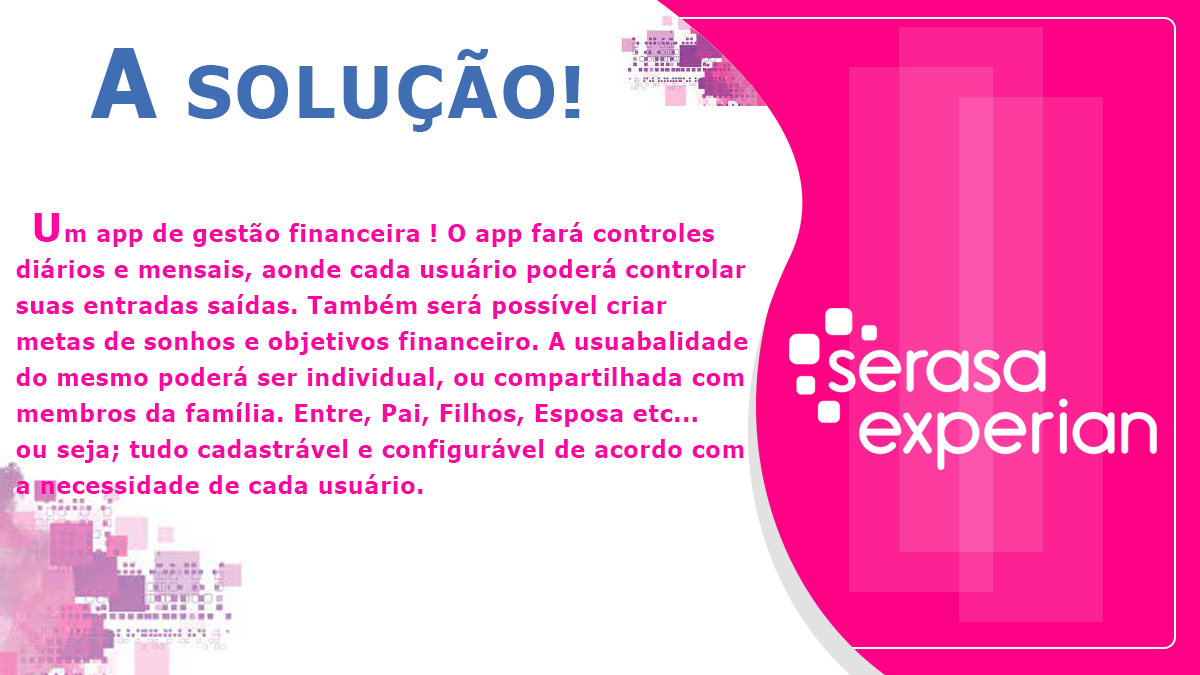 A SOLUÇÃO!
Um app de gestão financeira ! O app fará controles
diários e mensais, aonde cada usuário poderá controlar
suas entradas saídas. Também será possível criar
metas de sonhos e objetivos financeiro. A usuabalidade
do mesmo poderá ser individual, ou compartilhada com
membros da família. Entre, Pai, Filhos, Esposa etc...
ou seja; tudo cadastrável e configurável de acordo com
a necessidade de cada usuário.
serasa
experian